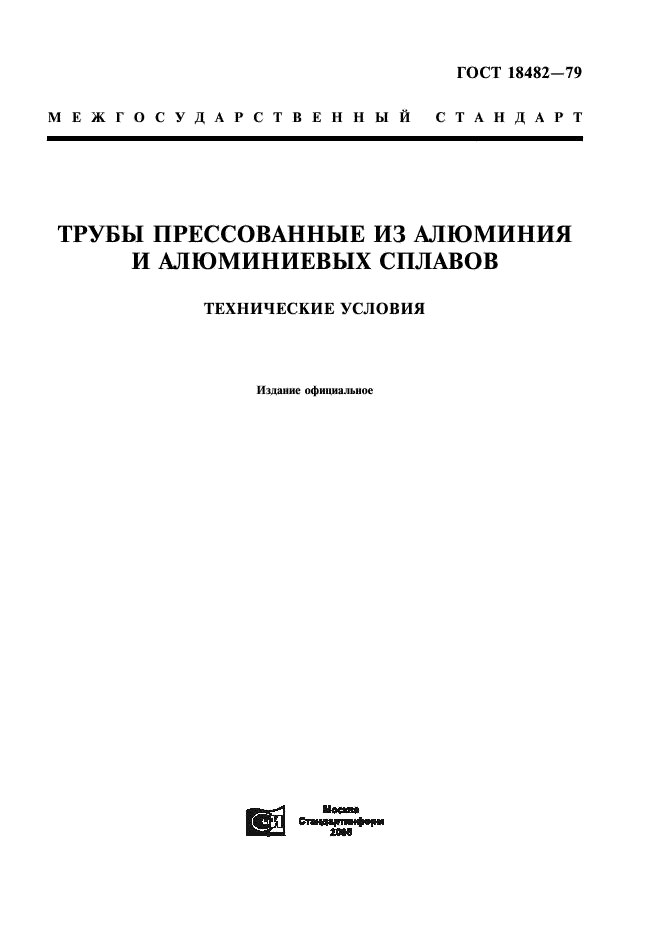 ГОСТ 18482—79
МЕЖГОСУДАРСТВЕННЫЙ СТАНДАРТ
ТРУБЫ ПРЕССОВАННЫЕ ИЗ АЛЮМИНИЯ
И АЛЮМИНИЕВЫХ СПЛАВОВ
ТЕХНИЧЕСКИЕ УСЛОВИЯ
Издание официальное
Москва
Стандартинформ